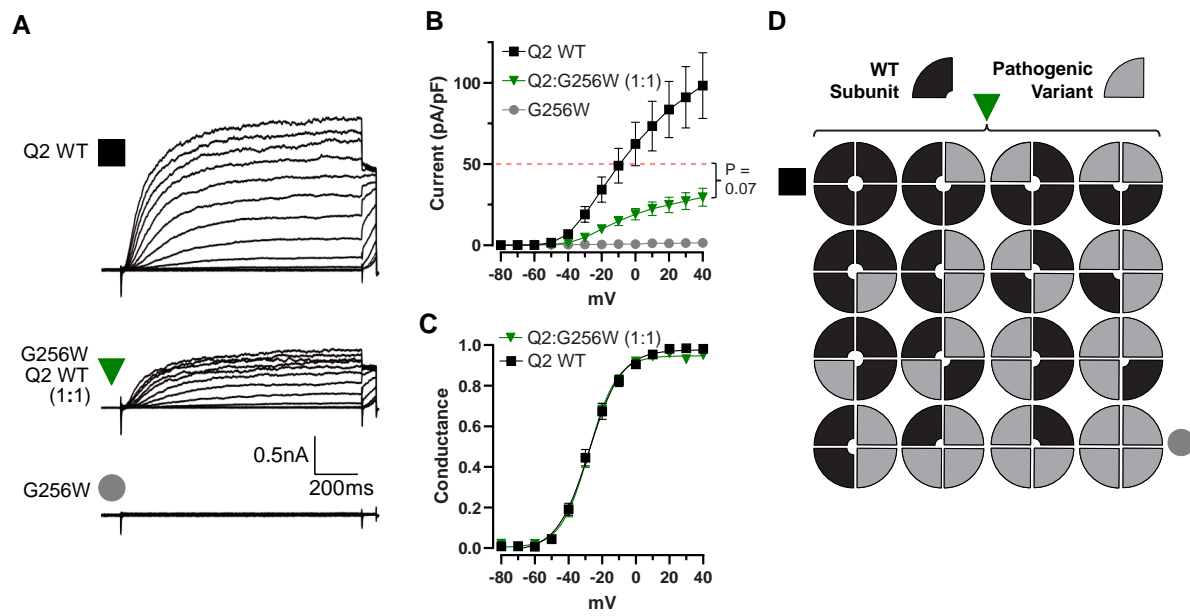 A
Q2 WT
G256W
Q2 WT
(1:1)
0.5nA
200ms
G256W
B
Q2 WT
Q2:G256W (1:1)
G256W
Current (pA/pF)
100
50
0
P =
0.07
-80 -60 -40 -20 0 20 40
mV
C
Q2:G256W (1:1)
Q2 WT
Conductance
1.0
0.8
0.6
0.4
0.2
0.0
-80 -60 -40 -20 0 20 40
mV
D
WT
Subunit
Pathogenic
Variant